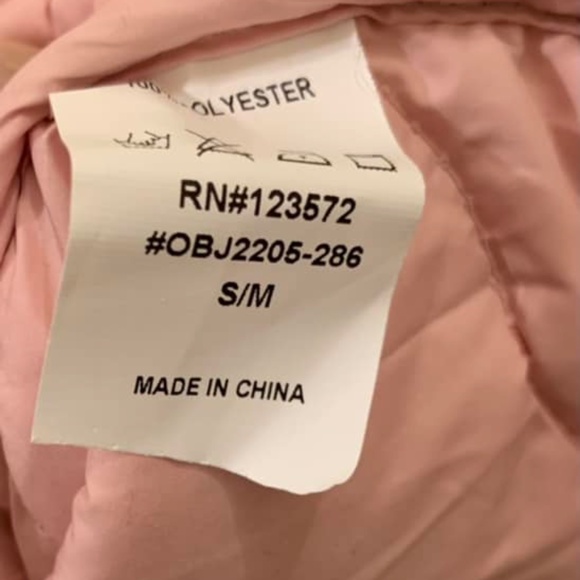 POLYESTER
RN#123572
#OBJ2205-286
S/M
MADE IN CHINA